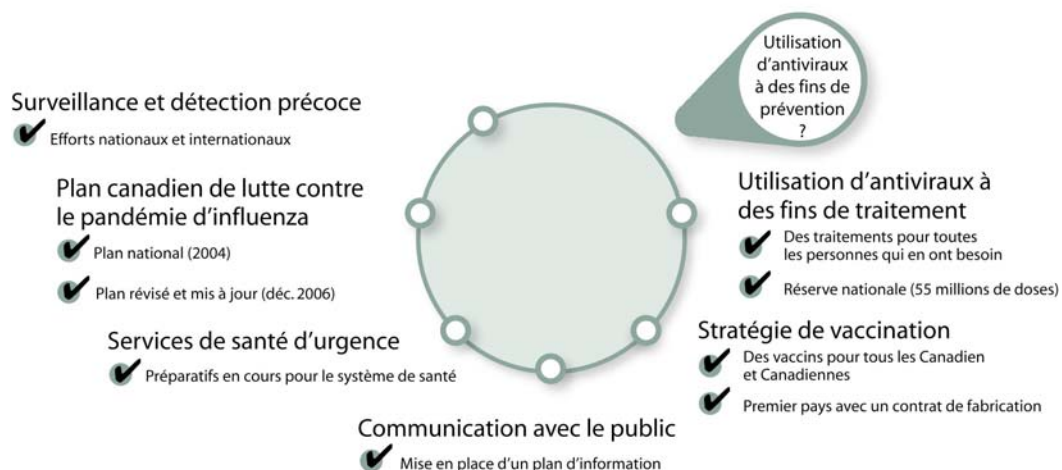 Utilisation
d’antiviraux
à des fins de
prévention
?
Surveillance et détection précoce
Efforts nationaux et internationaux
Plan canadien de lutte contre
le pandémie d’influenza
Plan national (2004)
Plan révisé et mis à jour (déc. 2006)
Services de santé d’urgence
Préparatifs en cours pour le système de santé
Communication avec le public
Mise en place d’un plan d’information
Utilisation d’antiviraux à
des fins de traitement
Des traitements pour toutes
les personnes qui en ont besoin
Réserve nationale (55 millions de doses)
Stratégie de vaccination
Des vaccins pour tous les Canadien
et Canadiennes
Premier pays avec un contrat de fabrication